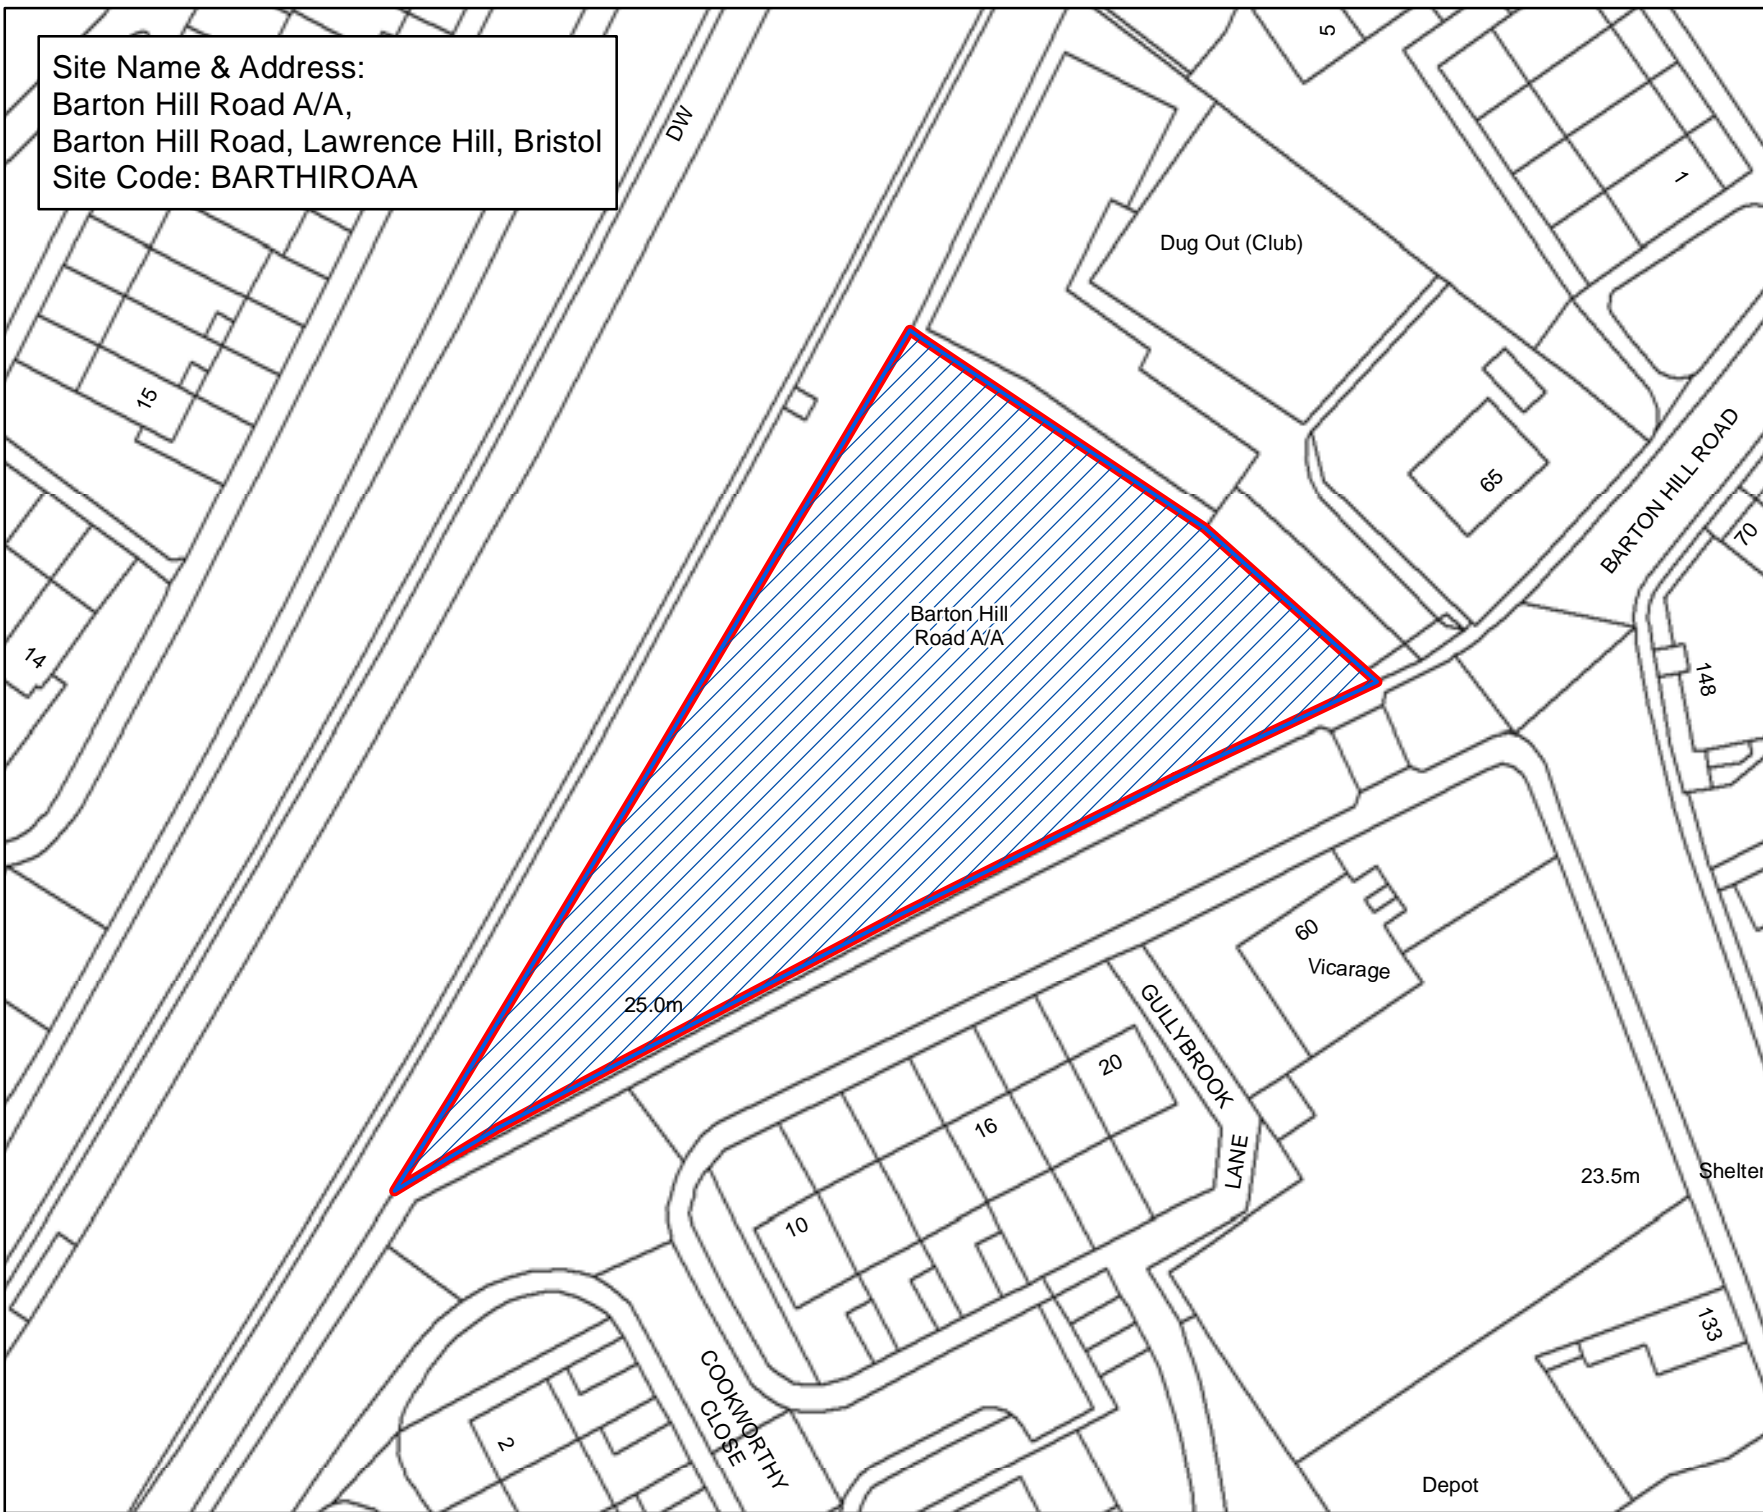 Site Name & Address:
Barton Hill Road A/A,
Barton Hill Road, Lawrence Hill, Bristol
Site Code: BARTHIROAA
5
DW
1
Dug Out (Club)
15
65
BARTON HILL ROAD
70
Barton Hill
Road A/A
14
148
60
Vicarage
25.0m
GULLYBROOK
LANE
20
16
10
23.5m
Shelter
133
COOKWORTHY
CLOSE
2
Depot